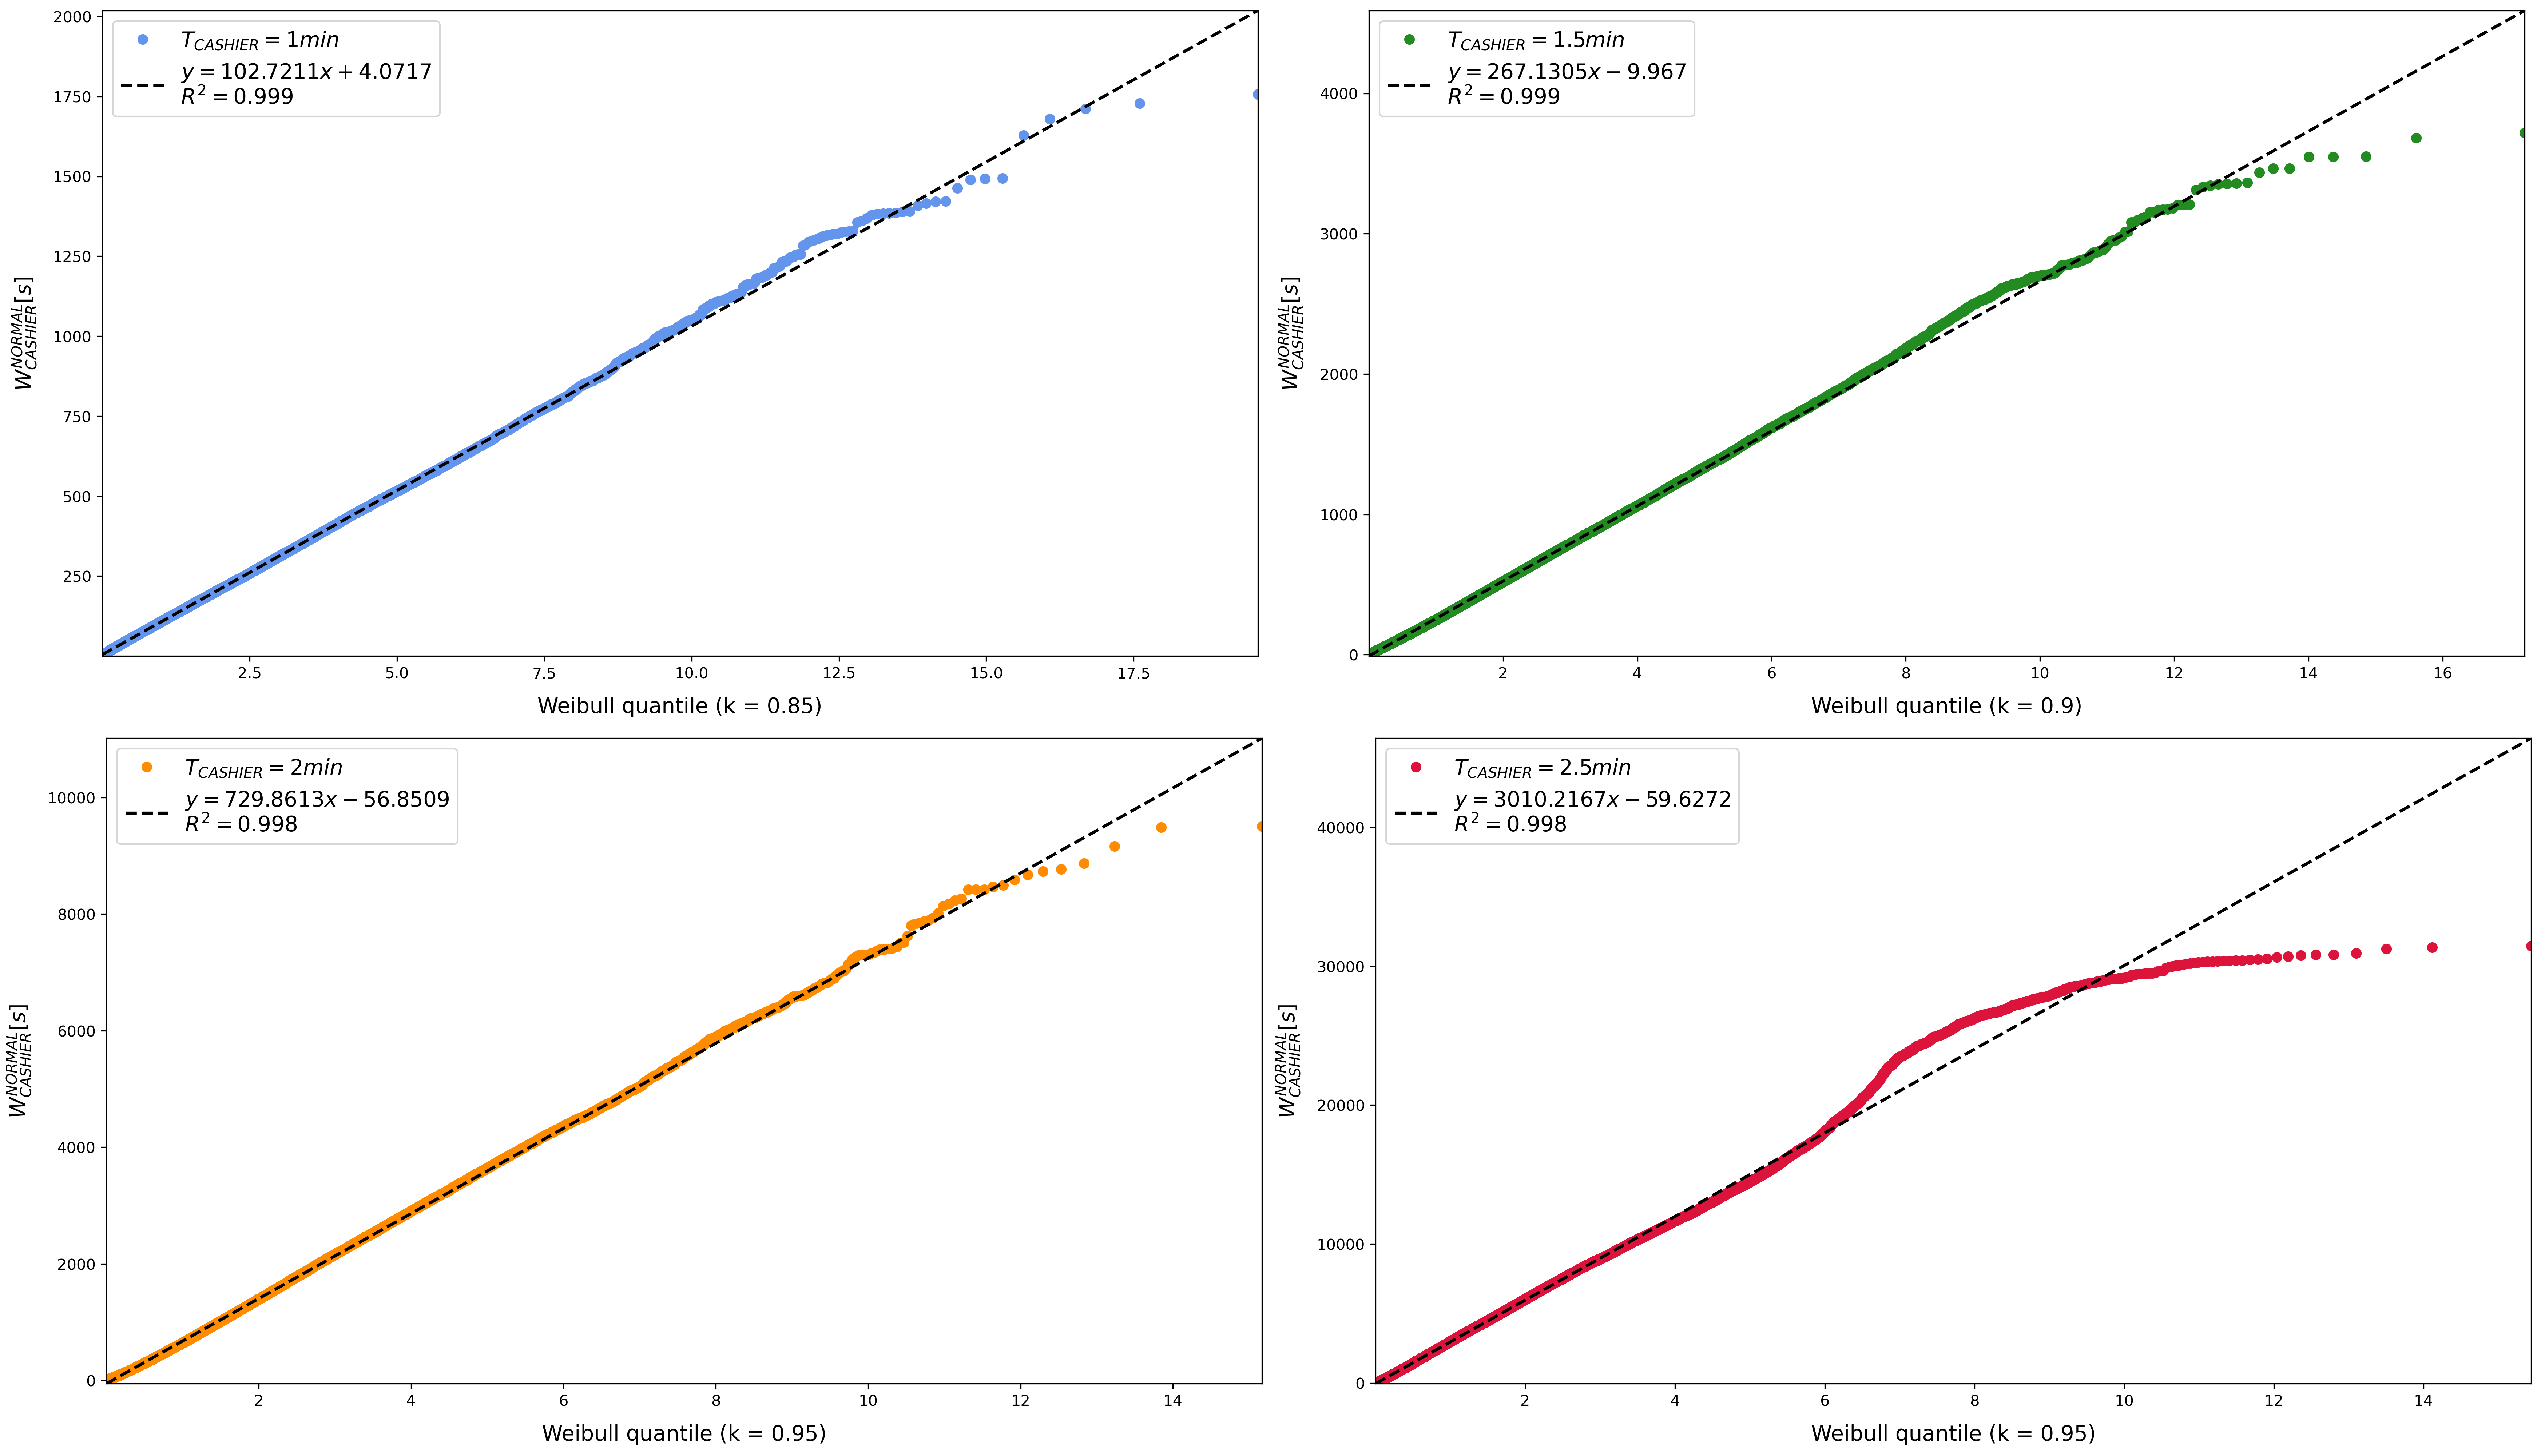 T_CASHIER = 1min
y = 102.7211x + 4.0717
R² = 0.999
2000
1750
1500
1250
1000
750
500
250
W_CASHIER^NORMAL [s]
2.5 5.0 7.5 10.0 12.5 15.0 17.5
Weibull quantile (k = 0.85)
T_CASHIER = 1.5min
y = 267.1305x − 9.967
R² = 0.999
4000
3000
2000
1000
0
W_CASHIER^NORMAL [s]
2 4 6 8 10 12 14 16
Weibull quantile (k = 0.9)
T_CASHIER = 2min
y = 729.8613x − 56.8509
R² = 0.998
10000
8000
6000
4000
2000
0
W_CASHIER^NORMAL [s]
2 4 6 8 10 12 14
Weibull quantile (k = 0.95)
T_CASHIER = 2.5min
y = 3010.2167x − 59.6272
R² = 0.998
40000
30000
20000
10000
0
W_CASHIER^NORMAL [s]
2 4 6 8 10 12 14
Weibull quantile (k = 0.95)